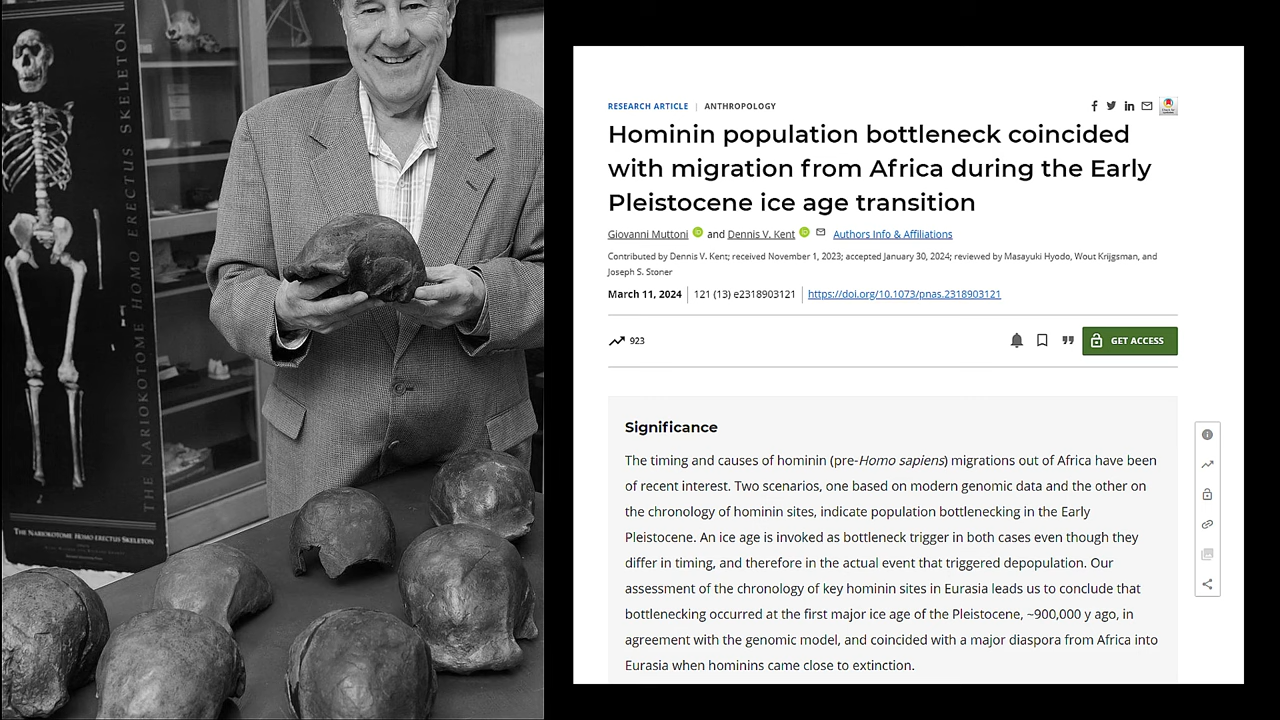 THE NARIOKOTOME HOMO ERECTUS SKELETON
THE NARIOKOTOME HOMO ERECTUS SKELETON
RESEARCH ARTICLE | ANTHROPOLOGY
Hominin population bottleneck coincided
with migration from Africa during the Early
Pleistocene ice age transition
Giovanni Muttoni and Dennis V. Kent Authors Info & Affiliations
Contributed by Dennis V. Kent; received November 1, 2023; accepted January 30, 2024; reviewed by Masayuki Hyodo, Wout Krijgsman, and
Joseph S. Stoner
March 11, 2024 | 121 (13) e2318903121 | https://doi.org/10.1073/pnas.2318903121
923 GET ACCESS
Significance
The timing and causes of hominin (pre-Homo sapiens) migrations out of Africa have been
of recent interest. Two scenarios, one based on modern genomic data and the other on
the chronology of hominin sites, indicate population bottlenecking in the Early
Pleistocene. An ice age is invoked as bottleneck trigger in both cases even though they
differ in timing, and therefore in the actual event that triggered depopulation. Our
assessment of the chronology of key hominin sites in Eurasia leads us to conclude that
bottlenecking occurred at the first major ice age of the Pleistocene, ~900,000 y ago, in
agreement with the genomic model, and coincided with a major diaspora from Africa into
Eurasia when hominins came close to extinction.